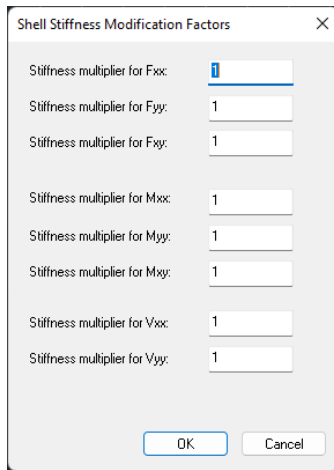 Shell Stiffness Modification Factors
Stiffness multiplier for Fxx: 1
Stiffness multiplier for Fyy: 1
Stiffness multiplier for Fxy: 1
Stiffness multiplier for Mxx: 1
Stiffness multiplier for Myy: 1
Stiffness multiplier for Mxy: 1
Stiffness multiplier for Vxx: 1
Stiffness multiplier for Vyy: 1
OK Cancel